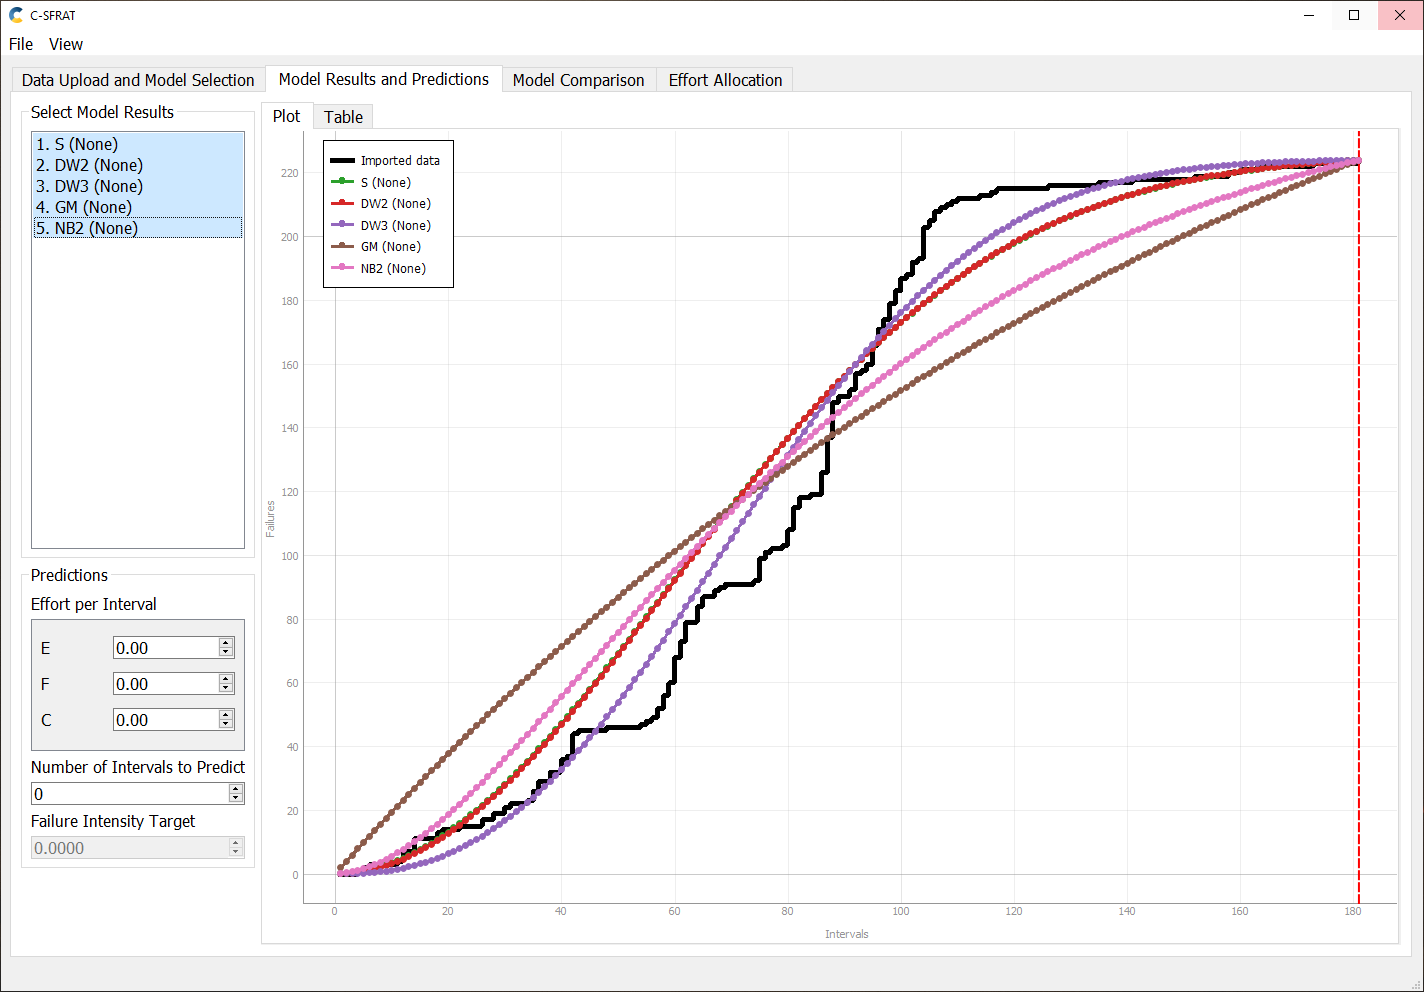 C-SFRAT
File View
Data Upload and Model Selection Model Results and Predictions Model Comparison Effort Allocation
Select Model Results
1. S (None)
2. DW2 (None)
3. DW3 (None)
4. GM (None)
5. NB2 (None)
Predictions
Effort per Interval
E 0.00
F 0.00
C 0.00
Number of Intervals to Predict
0
Failure Intensity Target
0.0000
Plot Table
Imported data
S (None)
DW2 (None)
DW3 (None)
GM (None)
NB2 (None)
220
200
180
160
140
120
100
80
60
40
20
0
Failures
0 20 40 60 80 100 120 140 160 180
Intervals